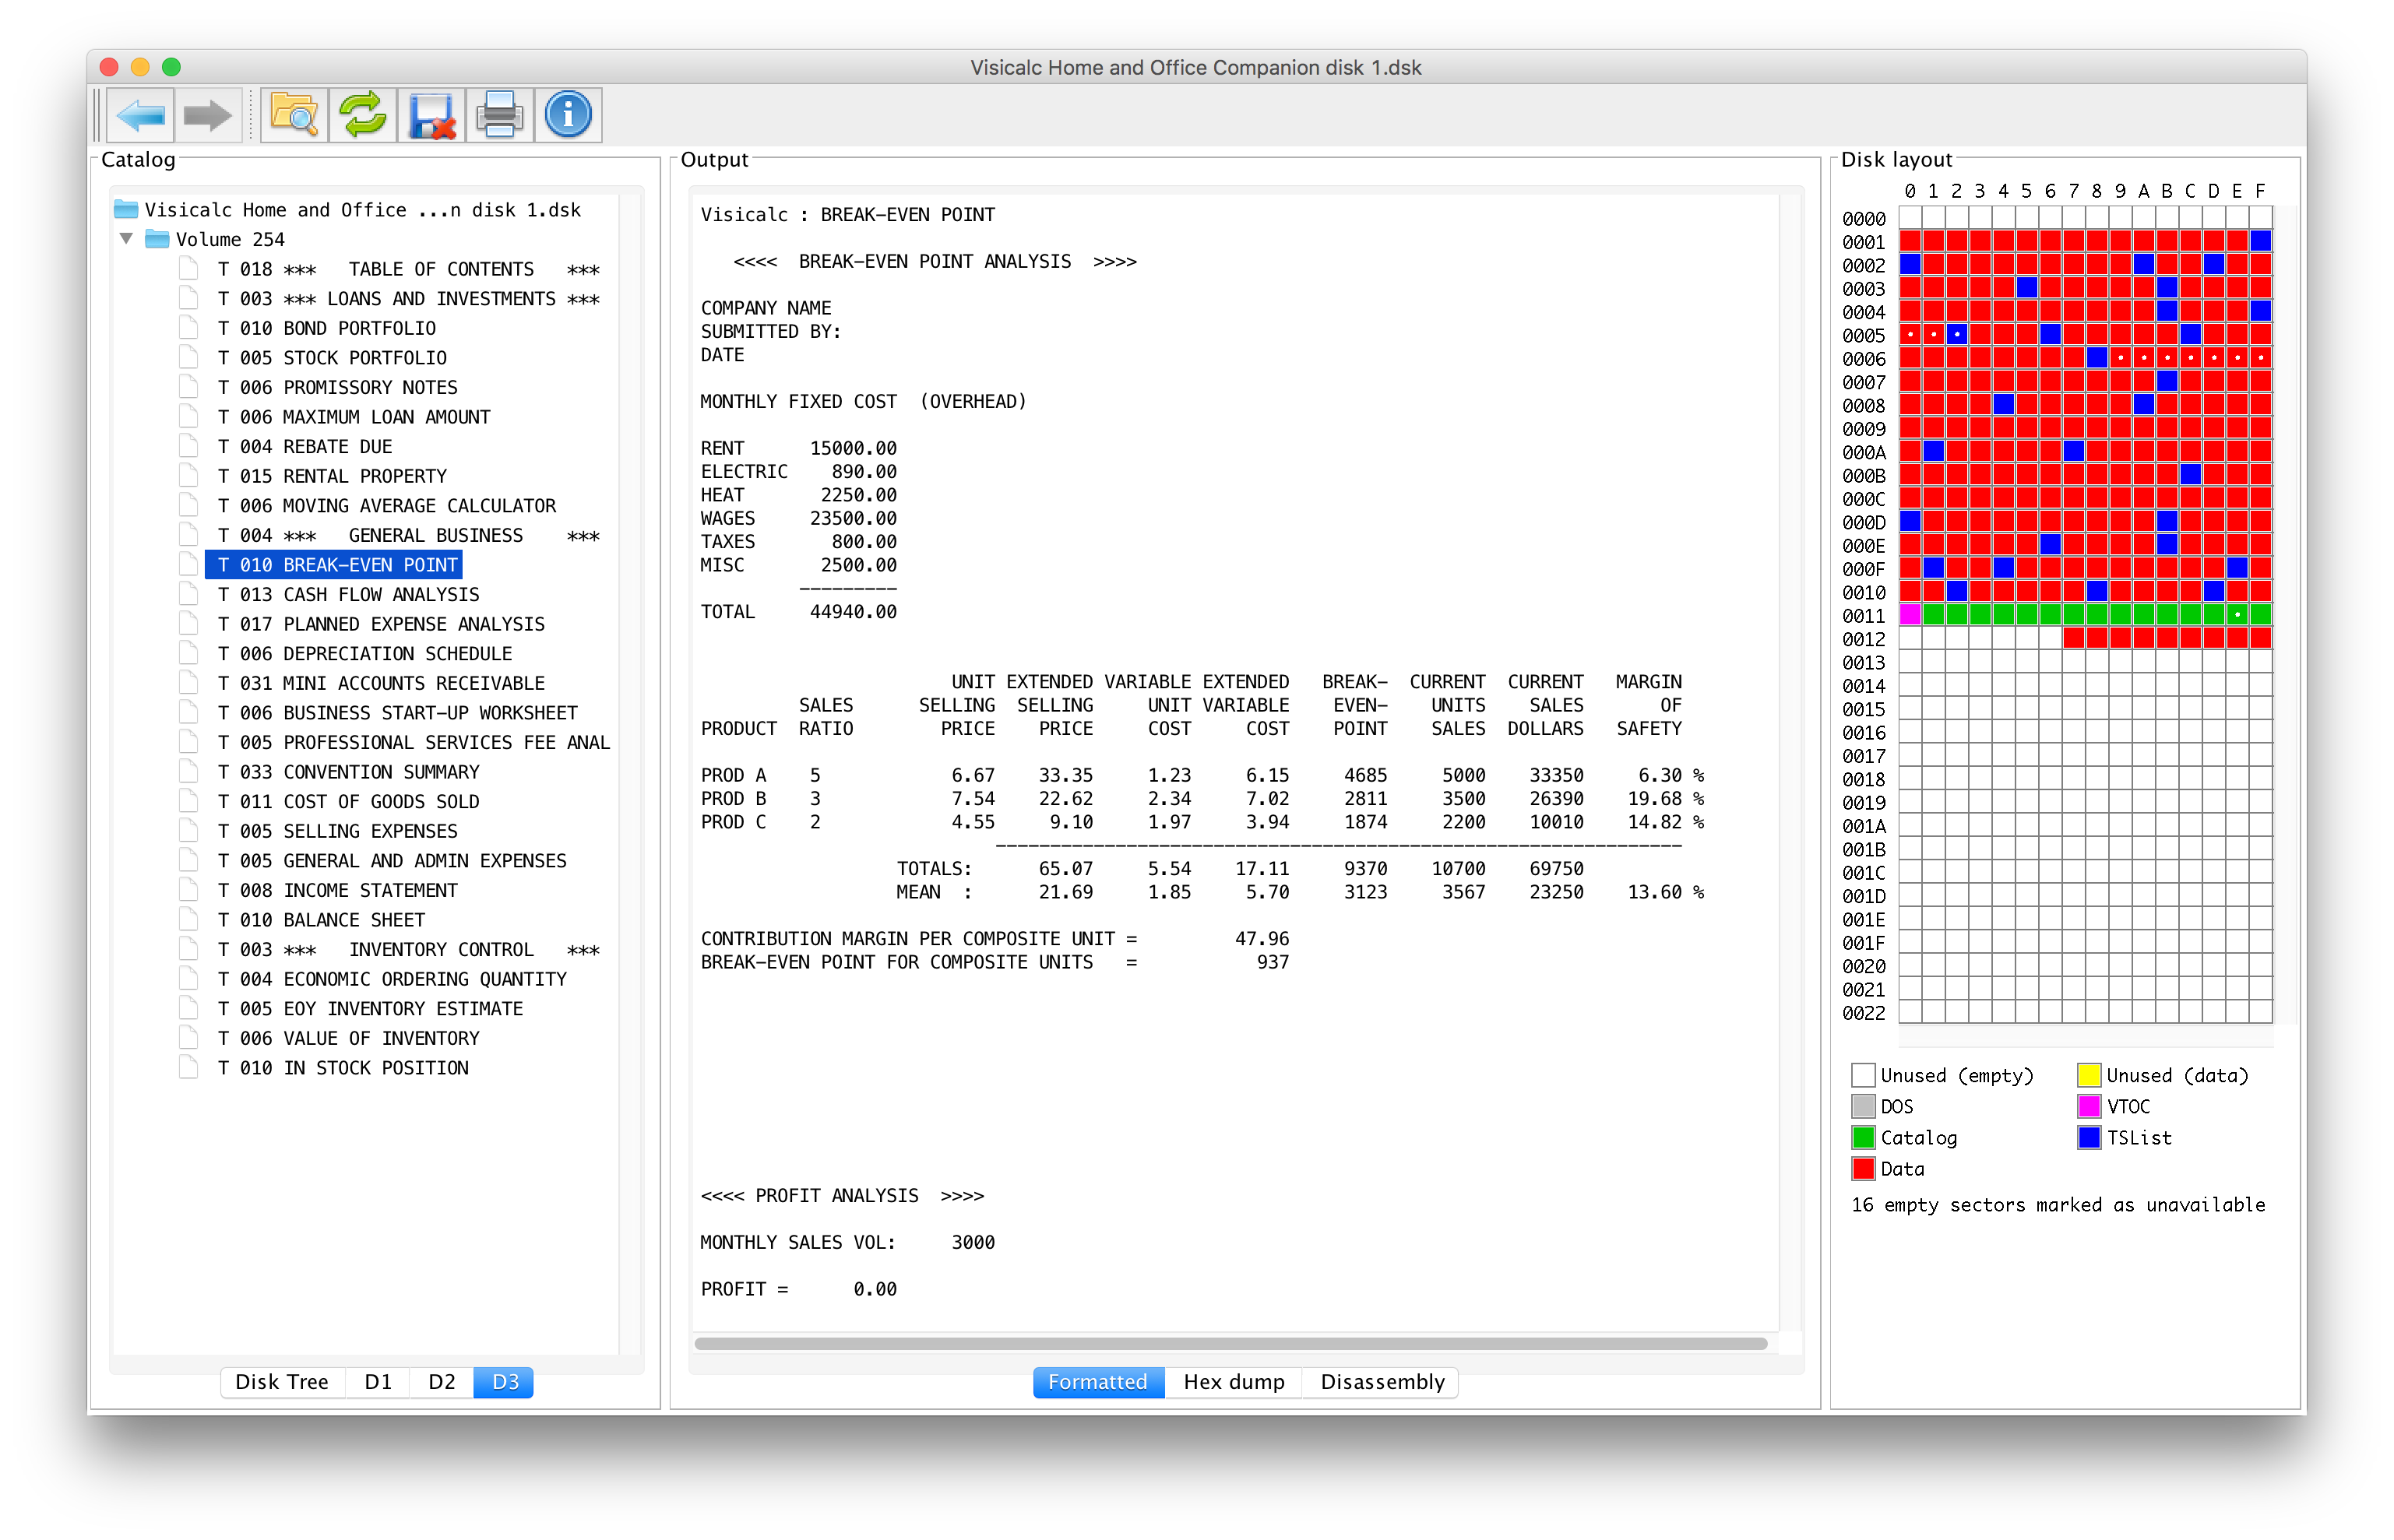 Visicalc Home and Office Companion disk 1.dsk
Catalog
Visicalc Home and Office ...n disk 1.dsk
Volume 254
T 018 ***   TABLE OF CONTENTS   ***
T 003 *** LOANS AND INVESTMENTS ***
T 010 BOND PORTFOLIO
T 005 STOCK PORTFOLIO
T 006 PROMISSORY NOTES
T 006 MAXIMUM LOAN AMOUNT
T 004 REBATE DUE
T 015 RENTAL PROPERTY
T 006 MOVING AVERAGE CALCULATOR
T 004 ***   GENERAL BUSINESS    ***
T 010 BREAK-EVEN POINT
T 013 CASH FLOW ANALYSIS
T 017 PLANNED EXPENSE ANALYSIS
T 006 DEPRECIATION SCHEDULE
T 031 MINI ACCOUNTS RECEIVABLE
T 006 BUSINESS START-UP WORKSHEET
T 005 PROFESSIONAL SERVICES FEE ANAL
T 033 CONVENTION SUMMARY
T 011 COST OF GOODS SOLD
T 005 SELLING EXPENSES
T 005 GENERAL AND ADMIN EXPENSES
T 008 INCOME STATEMENT
T 010 BALANCE SHEET
T 003 ***   INVENTORY CONTROL   ***
T 004 ECONOMIC ORDERING QUANTITY
T 005 EOY INVENTORY ESTIMATE
T 006 VALUE OF INVENTORY
T 010 IN STOCK POSITION
Disk Tree D1 D2 D3
Output
Visicalc : BREAK-EVEN POINT
<<<<  BREAK-EVEN POINT ANALYSIS  >>>>
COMPANY NAME
SUBMITTED BY:
DATE
MONTHLY FIXED COST  (OVERHEAD)
RENT      15000.00
ELECTRIC    890.00
HEAT       2250.00
WAGES     23500.00
TAXES       800.00
MISC       2500.00
---------
TOTAL     44940.00
UNIT EXTENDED VARIABLE EXTENDED   BREAK-  CURRENT  CURRENT   MARGIN
SALES      SELLING  SELLING     UNIT VARIABLE    EVEN-    UNITS    SALES       OF
PRODUCT  RATIO        PRICE    PRICE     COST     COST    POINT    SALES  DOLLARS   SAFETY
PROD A    5            6.67    33.35     1.23     6.15     4685     5000    33350     6.30 %
PROD B    3            7.54    22.62     2.34     7.02     2811     3500    26390    19.68 %
PROD C    2            4.55     9.10     1.97     3.94     1874     2200    10010    14.82 %
---------------------------------------------------------------
TOTALS:      65.07     5.54    17.11     9370    10700    69750
MEAN  :      21.69     1.85     5.70     3123     3567    23250    13.60 %
CONTRIBUTION MARGIN PER COMPOSITE UNIT =         47.96
BREAK-EVEN POINT FOR COMPOSITE UNITS   =           937
<<<< PROFIT ANALYSIS  >>>>
MONTHLY SALES VOL:     3000
PROFIT =      0.00
Formatted Hex dump Disassembly
Disk layout
0 1 2 3 4 5 6 7 8 9 A B C D E F
0000
0001
0002
0003
0004
0005
0006
0007
0008
0009
000A
000B
000C
000D
000E
000F
0010
0011
0012
0013
0014
0015
0016
0017
0018
0019
001A
001B
001C
001D
001E
001F
0020
0021
0022
Unused (empty) Unused (data)
DOS VTOC
Catalog TSList
Data
16 empty sectors marked as unavailable